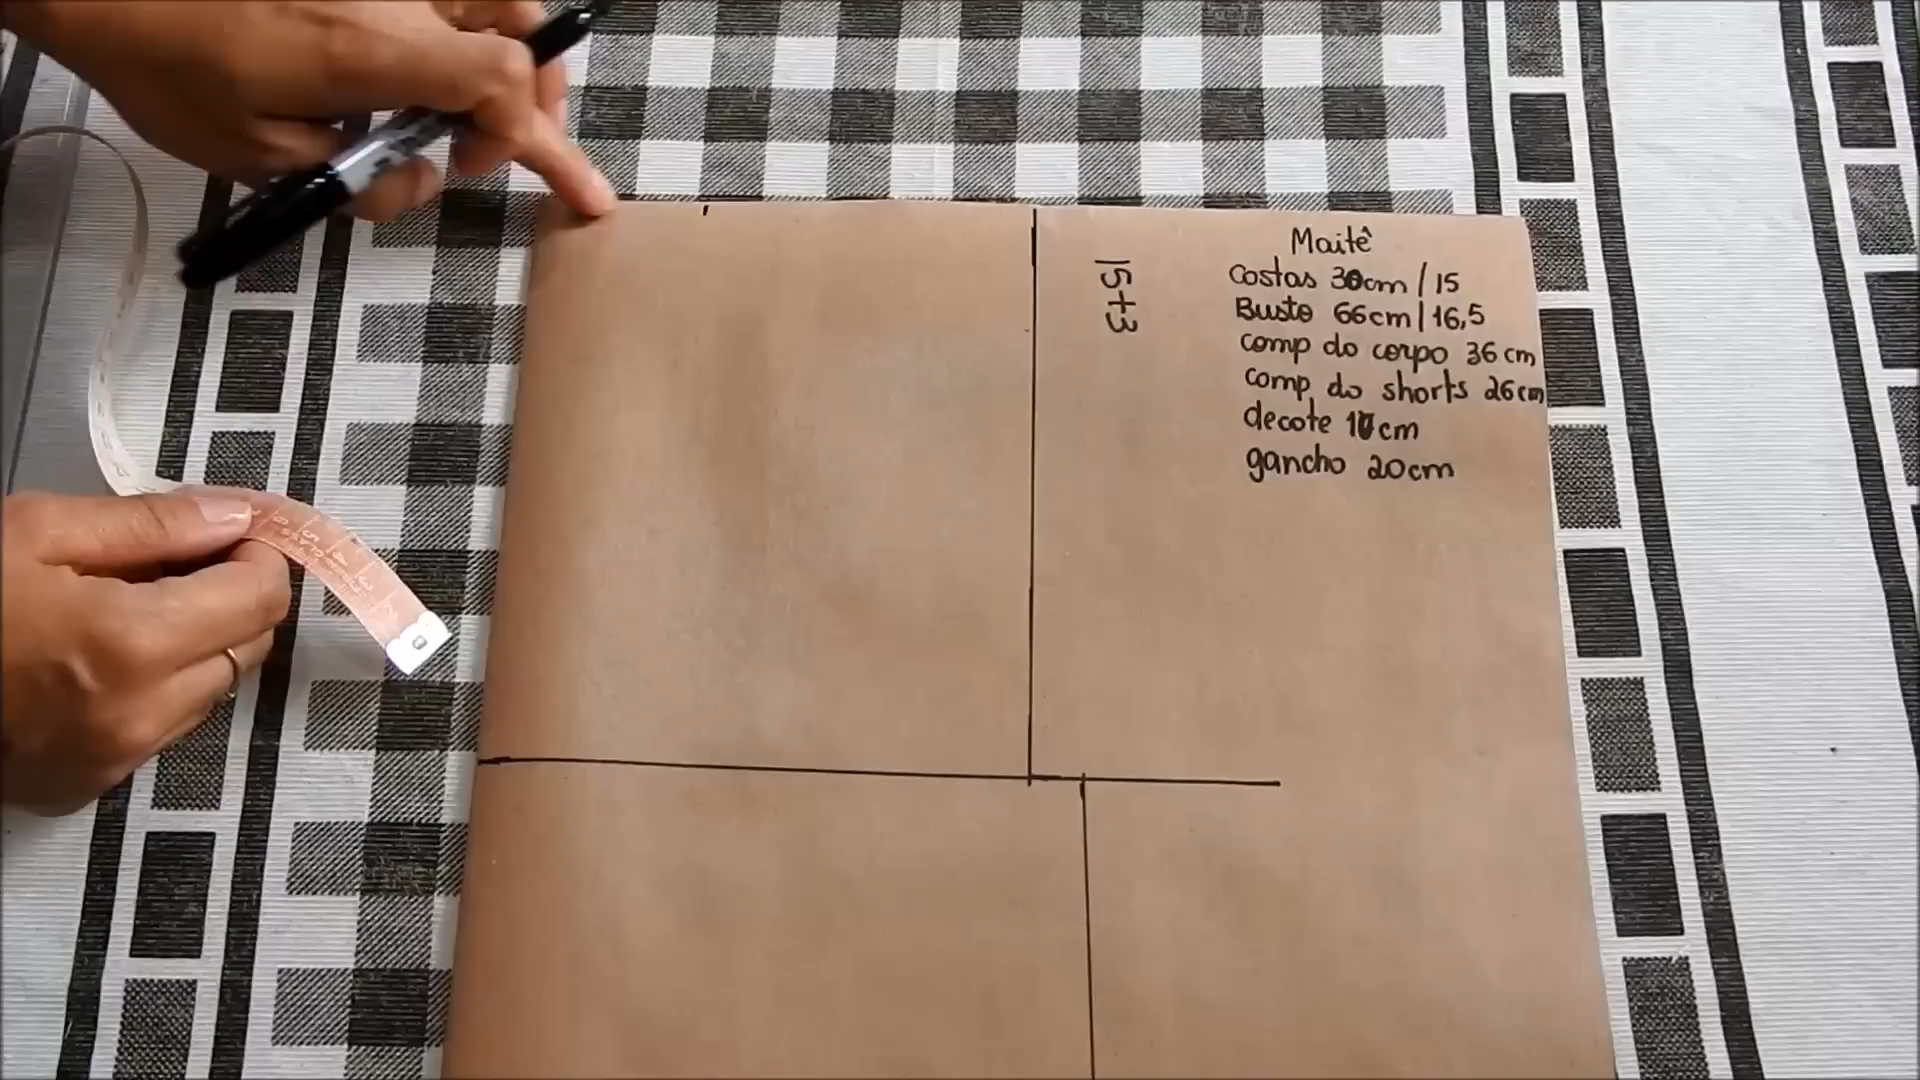 Maitê
Costas 30cm / 15
Busto 66cm | 16,5
comp do corpo 36 cm
comp do shorts 26cm
decote 10cm
gancho 20cm
15+3